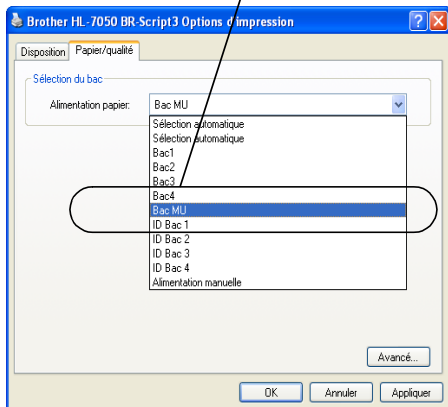 Brother HL-7050 BR-Script3 Options d'impression
Disposition Papier/qualité
Sélection du bac
Alimentation papier: Bac MU
Sélection automatique
Sélection automatique
Bac1
Bac2
Bac3
Bac4
Bac MU
ID Bac 1
ID Bac 2
ID Bac 3
ID Bac 4
Alimentation manuelle
Avancé...
OK Annuler Appliquer